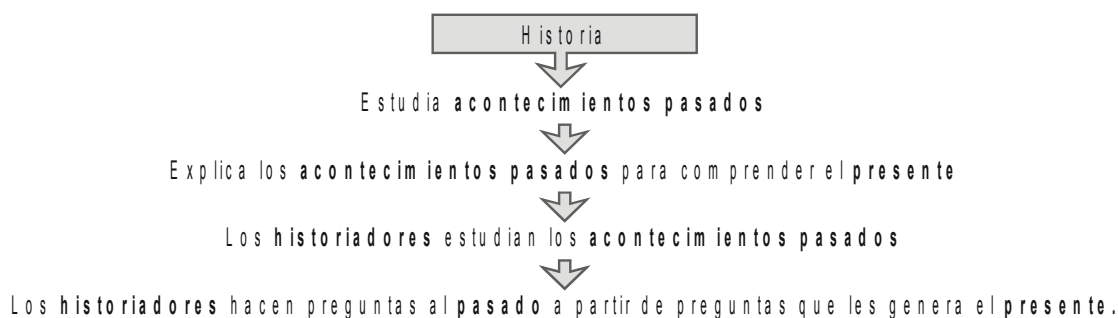 Historia
Estudia acontecimientos pasados
Explica los acontecimientos pasados para comprender el presente
Los historiadores estudian los acontecimientos pasados
Los historiadores hacen preguntas al pasado a partir de preguntas que les genera el presente.